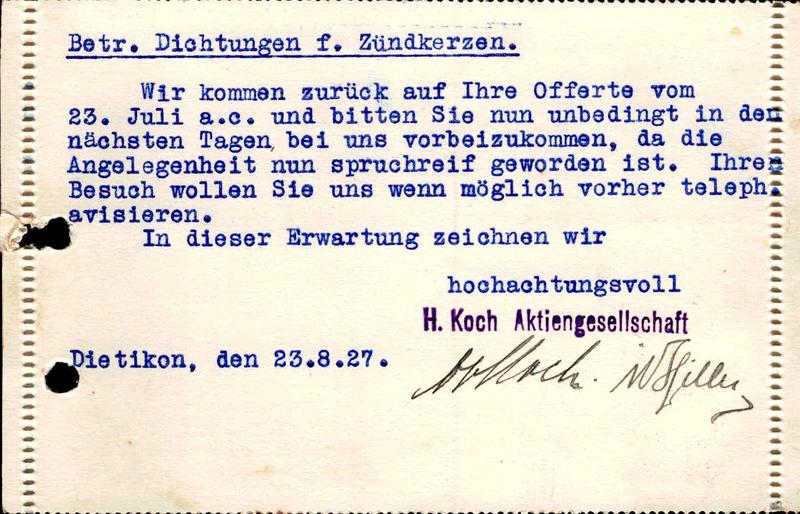 Betr. Dichtungen f. Zündkerzen.
Wir kommen zurück auf Ihre Offerte vom
23. Juli a.c. und bitten Sie nun unbedingt in den
nächsten Tagen bei uns vorbeizukommen, da die
Angelegenheit nun spruchreif geworden ist. Ihren
Besuch wollen Sie uns wenn möglich vorher teleph.
avisieren.
In dieser Erwartung zeichnen wir
hochachtungsvoll
H. Koch Aktiengesellschaft
Dietikon, den 23.8.27.
Koch.